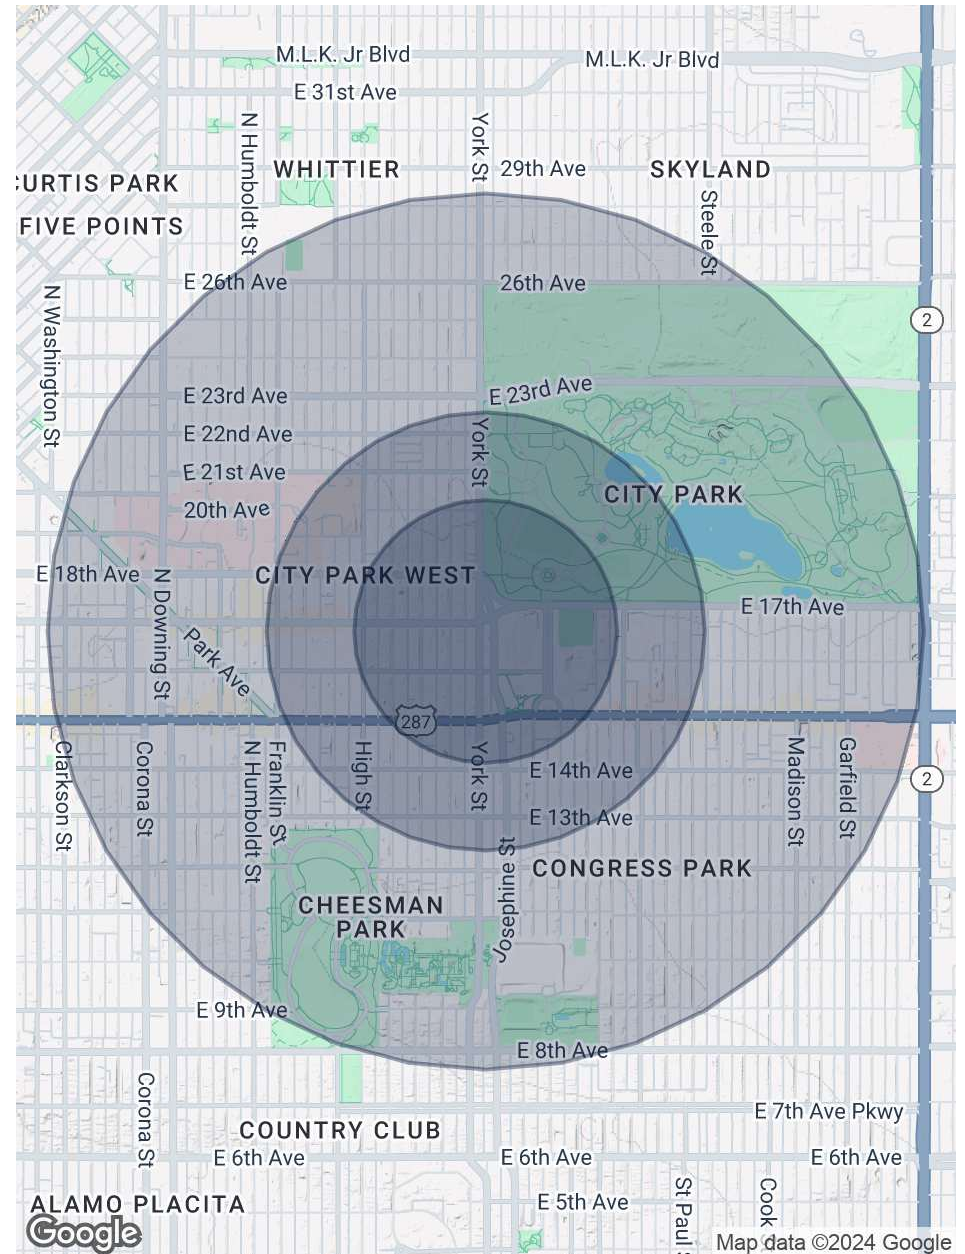 M.L.K. Jr Blvd
M.L.K. Jr Blvd
E 31st Ave
N Humboldt St
York St
WHITTIER
29th Ave
SKYLAND
CURTIS PARK
FIVE POINTS
Steele St
E 26th Ave
26th Ave
N Washington St
2
E 23rd Ave
E 23rd Ave
E 22nd Ave
York St
E 21st Ave
CITY PARK
20th Ave
E 18th Ave
CITY PARK WEST
N Downing St
E 17th Ave
Park Ave
287
Clarkson St
Corona St
N Humboldt St
Franklin St
High St
York St
E 14th Ave
Madison St
Garfield St
2
E 13th Ave
Josephine St
CONGRESS PARK
CHEESMAN
PARK
E 9th Ave
E 8th Ave
Corona St
E 7th Ave Pkwy
COUNTRY CLUB
E 6th Ave
E 6th Ave
E 6th Ave
ALAMO PLACITA
E 5th Ave
St Paul S
Cook S
Google
Map data ©2024 Google